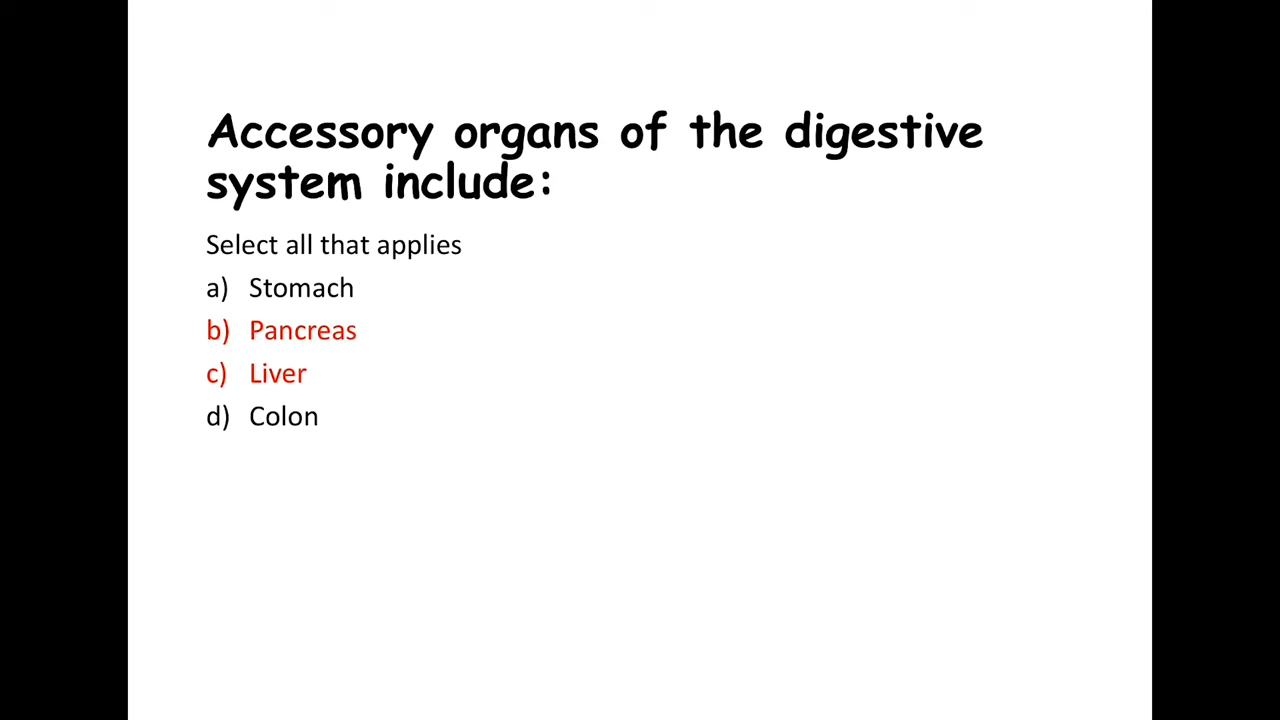 Accessory organs of the digestive
system include:
Select all that applies
a) Stomach
b) Pancreas
c) Liver
d) Colon